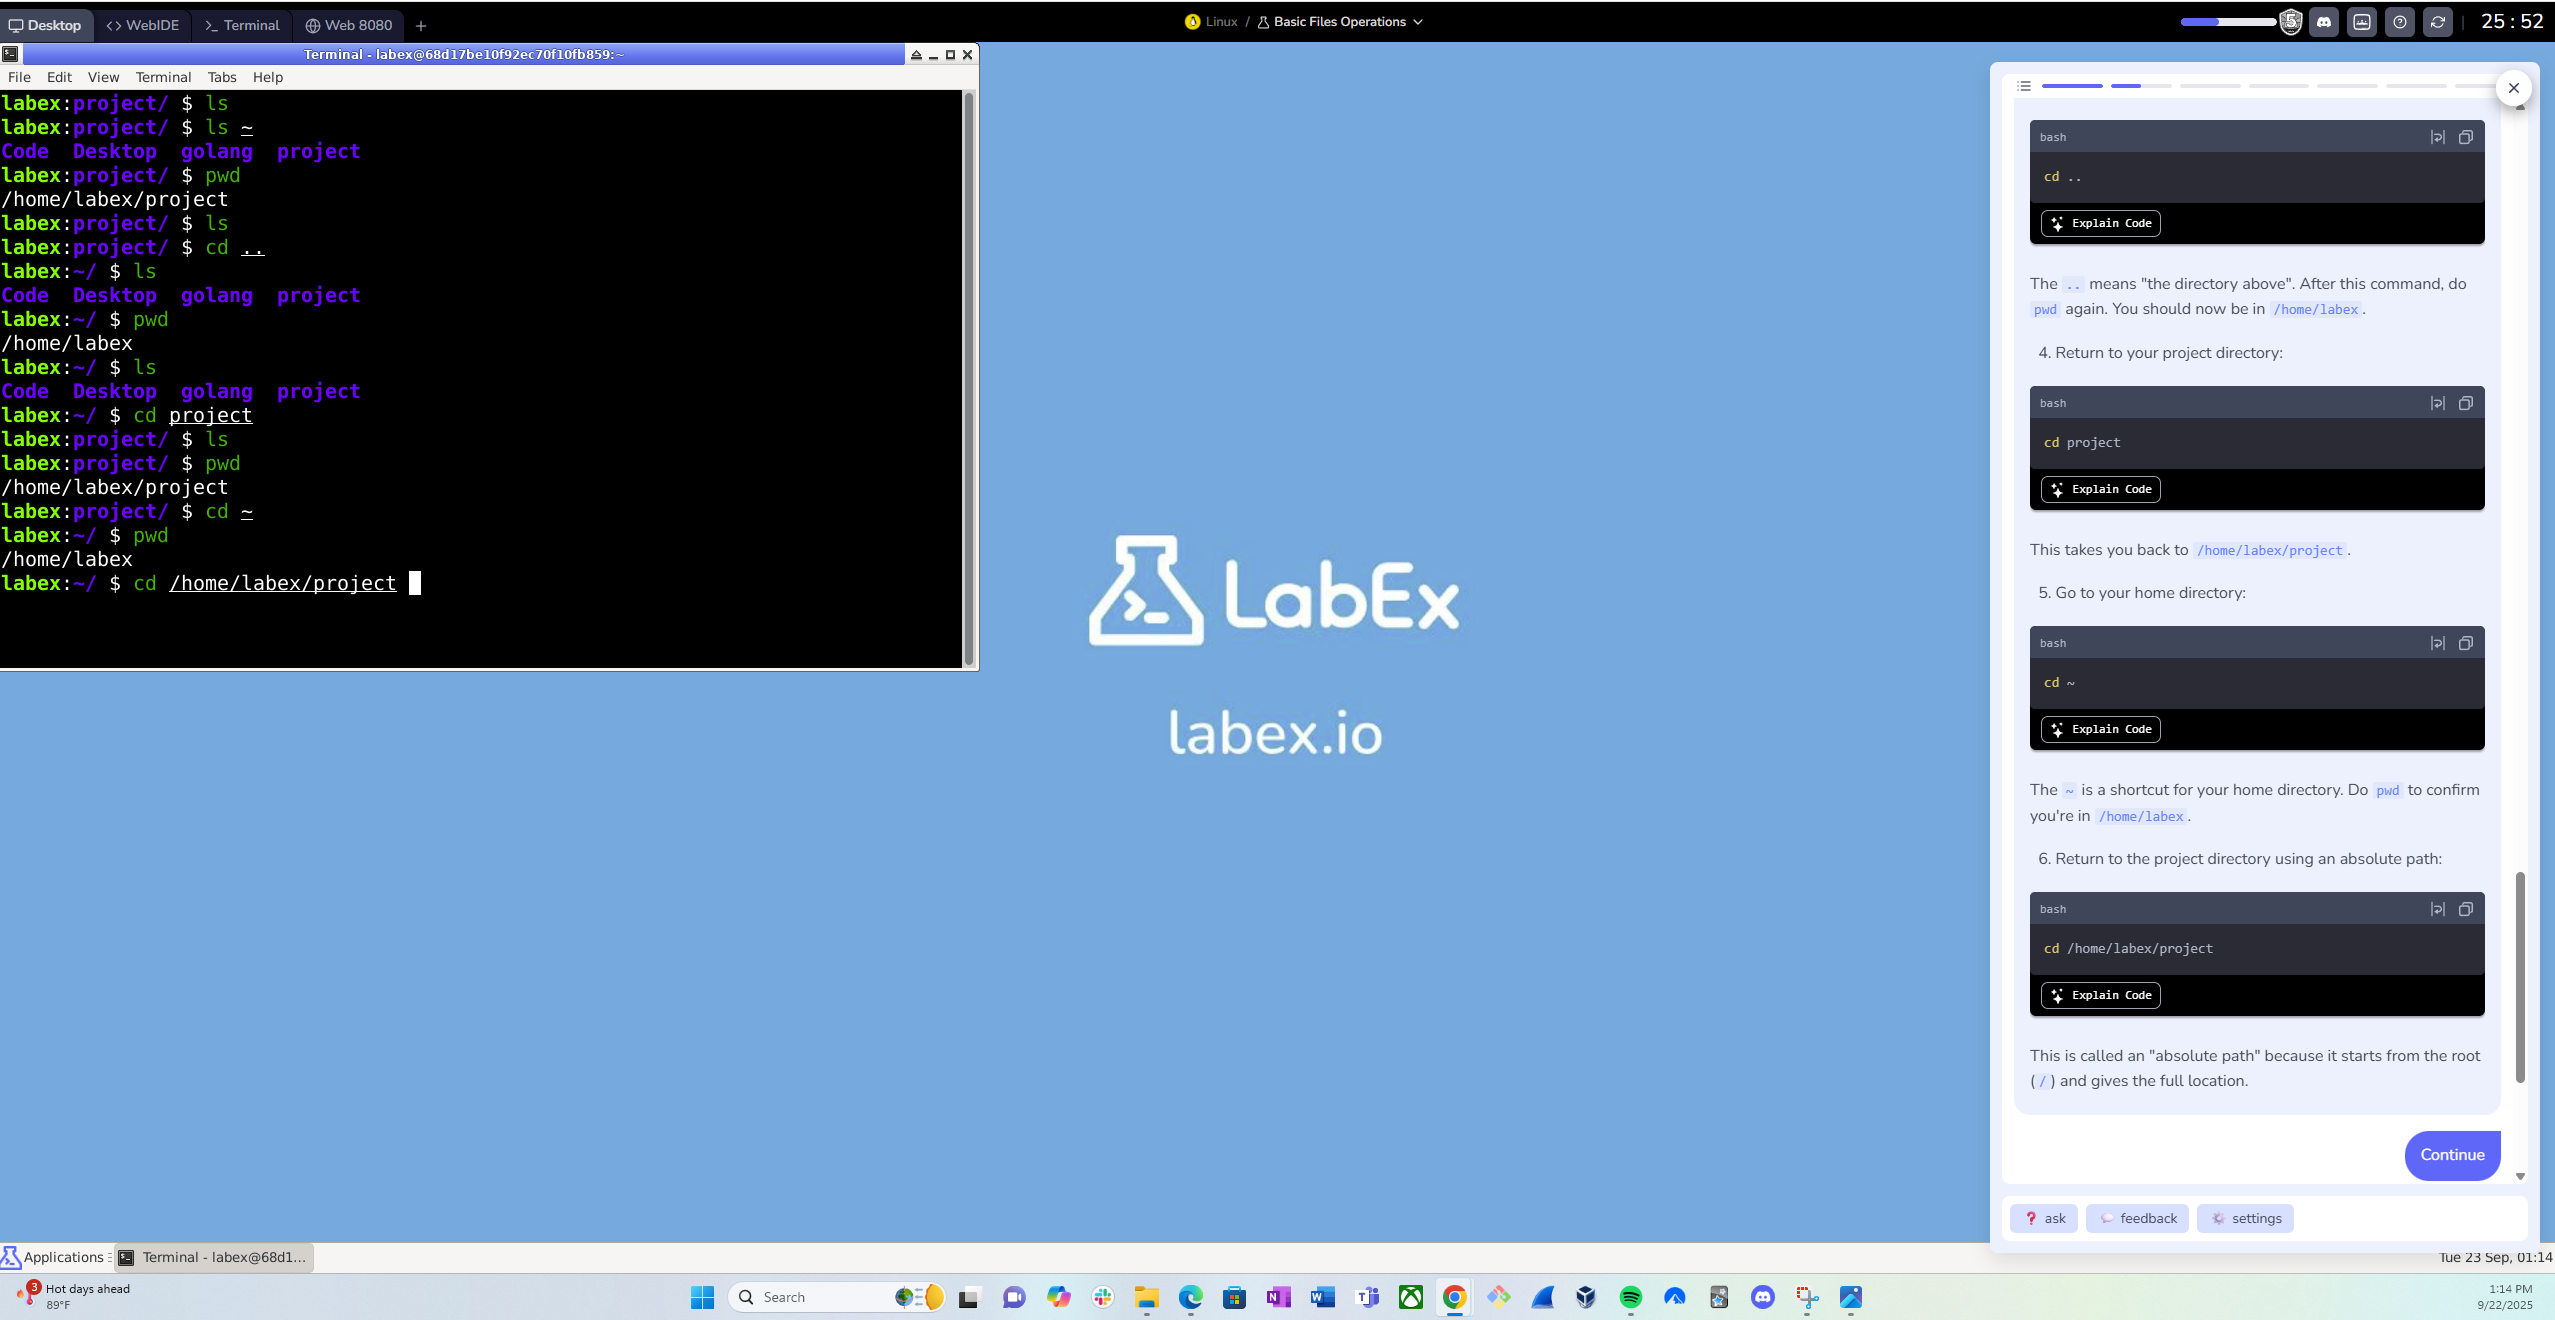 Desktop
WebIDE
Terminal
Web 8080
Linux / Basic Files Operations
5
25 : 52
Terminal - labex@68d17be10f92ec70f10fb859:~
File Edit View Terminal Tabs Help
labex:project/ $ ls
labex:project/ $ ls ~
Code Desktop golang project
labex:project/ $ pwd
/home/labex/project
labex:project/ $ ls
labex:project/ $ cd ..
labex:~/ $ ls
Code Desktop golang project
labex:~/ $ pwd
/home/labex
labex:~/ $ ls
Code Desktop golang project
labex:~/ $ cd project
labex:project/ $ ls
labex:project/ $ pwd
/home/labex/project
labex:project/ $ cd ~
labex:~/ $ pwd
/home/labex
labex:~/ $ cd /home/labex/project
LabEx
labex.io
bash
cd ..
Explain Code
The .. means "the directory above". After this command, do
pwd again. You should now be in /home/labex.
4. Return to your project directory:
bash
cd project
Explain Code
This takes you back to /home/labex/project.
5. Go to your home directory:
bash
cd ~
Explain Code
The ~ is a shortcut for your home directory. Do pwd to confirm
you're in /home/labex.
6. Return to the project directory using an absolute path:
bash
cd /home/labex/project
Explain Code
This is called an "absolute path" because it starts from the root
(/) and gives the full location.
Continue
ask
feedback
settings
Applications
Terminal - labex@68d1...
Tue 23 Sep, 01:14
3
Hot days ahead
89°F
Search
1:14 PM
9/22/2025